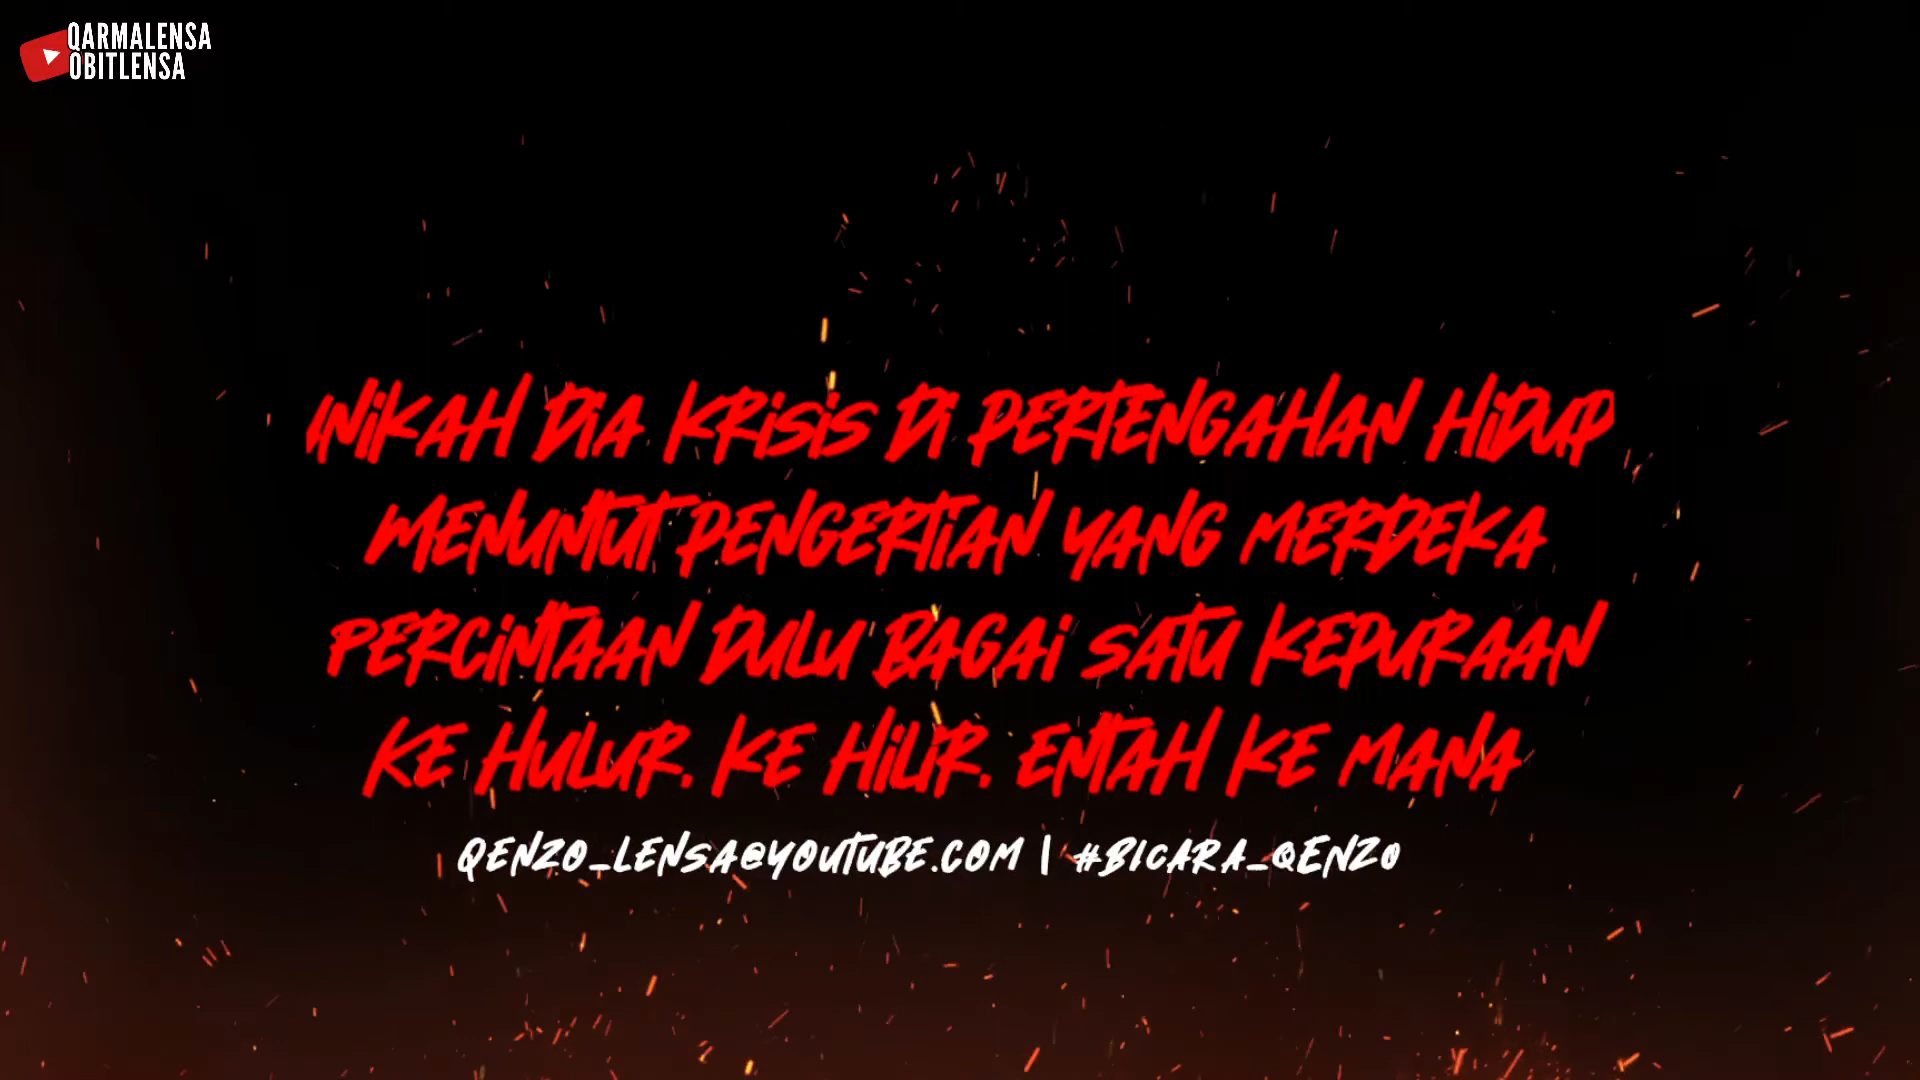 QARMALENSA
OBITLENSA
INIKAH DIA KRISIS DI PERTENGAHAN HIDUP
MENUNTUT PENGERTIAN YANG MERDEKA
PERCINTAAN DULU BAGAI SATU KEPURAAN
KE HULUR. KE HILIR. ENTAH KE MANA
QENZO_LENSA@YOUTUBE.COM | #BICARA_QENZO